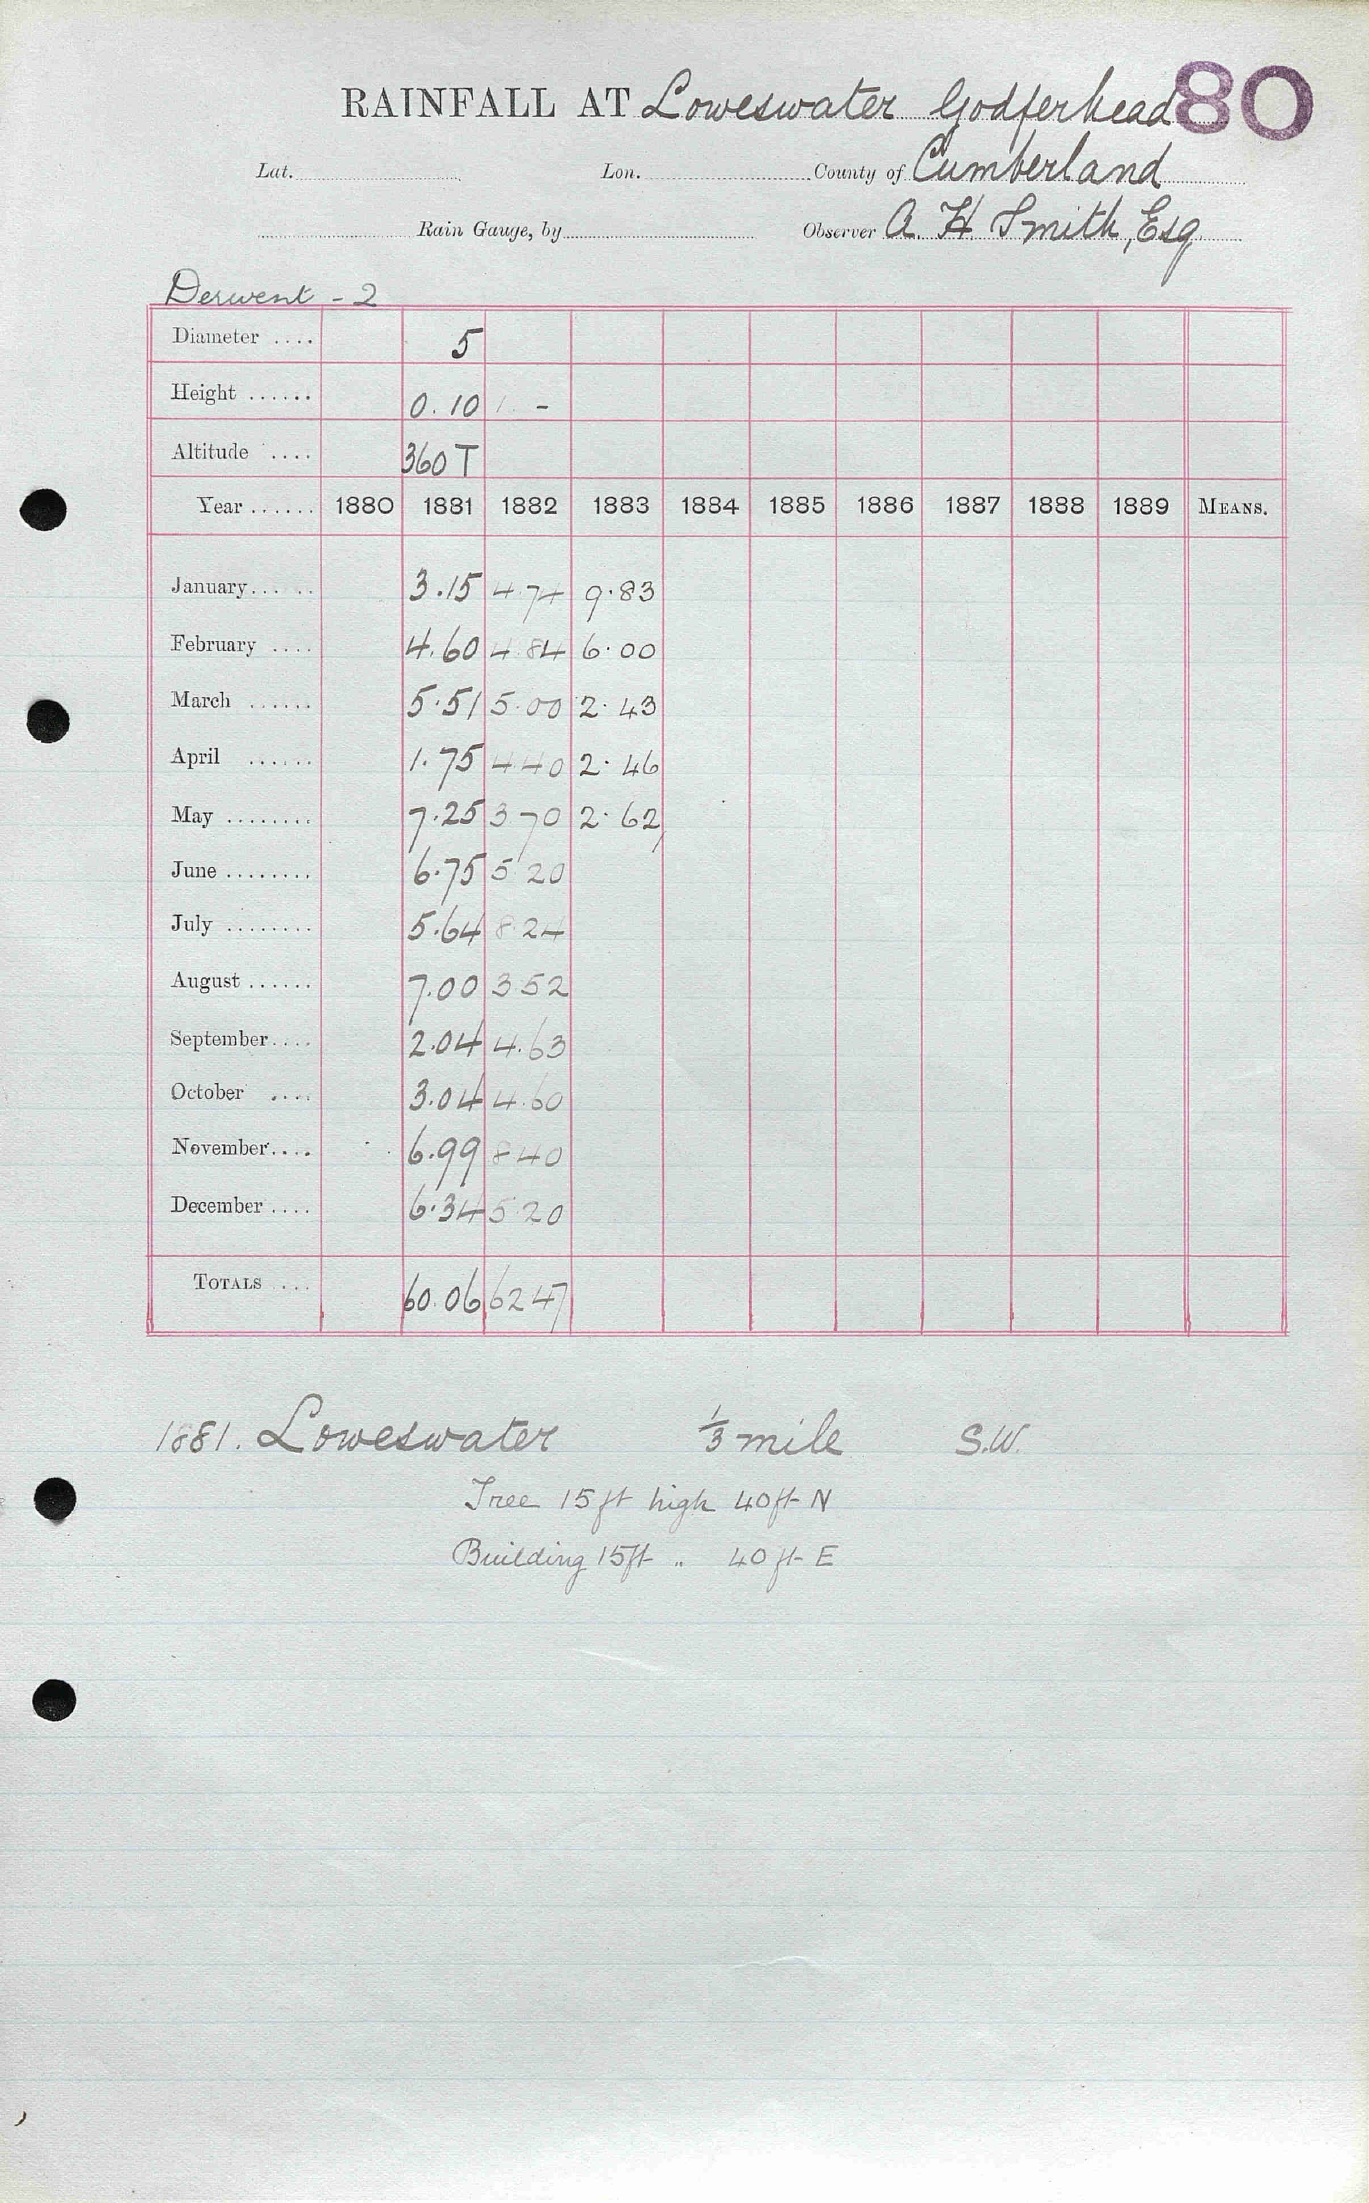 RAINFALL AT Loweswater Godferhead 80
Lat. Lon. County of Cumberland
Rain Gauge, by Observer A. H. Smith, Esq
Derwent - 2
Diameter .... 5
Height ...... 0.10 -
Altitude .... 360 T
Year ...... 1880 1881 1882 1883 1884 1885 1886 1887 1888 1889 MEANS.
January.... 3.15 4.74 9.83
February .... 4.60 4.84 6.00
March ...... 5.51 5.00 2.43
April ...... 1.75 4.40 2.46
May ........ 7.25 3 70 2.62
June ........ 6.75 5 20
July ........ 5.64 8.24
August ...... 7.00 3 52
September.... 2.04 4.63
October .... 3.04 4.60
November.... 6.99 8 40
December .... 6.34 5 20
TOTALS .... 60.06 62 47
1881. Loweswater 1/3 mile S.W.
Tree 15 ft high 40 ft N
Building 15ft „ 40 ft E